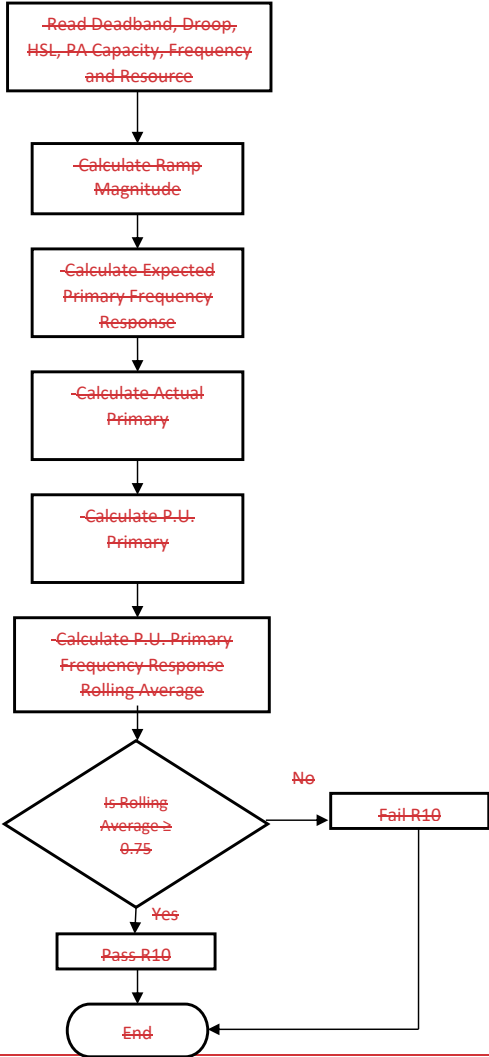 Read Deadband, Droop,
HSL, PA Capacity, Frequency
and Resource
Calculate Ramp
Magnitude
Calculate Expected
Primary Frequency
Response
Calculate Actual
Primary
Calculate P.U.
Primary
Calculate P.U. Primary
Frequency Response
Rolling Average
Is Rolling
Average ≥
0.75
No
Fail R10
Yes
Pass R10
End